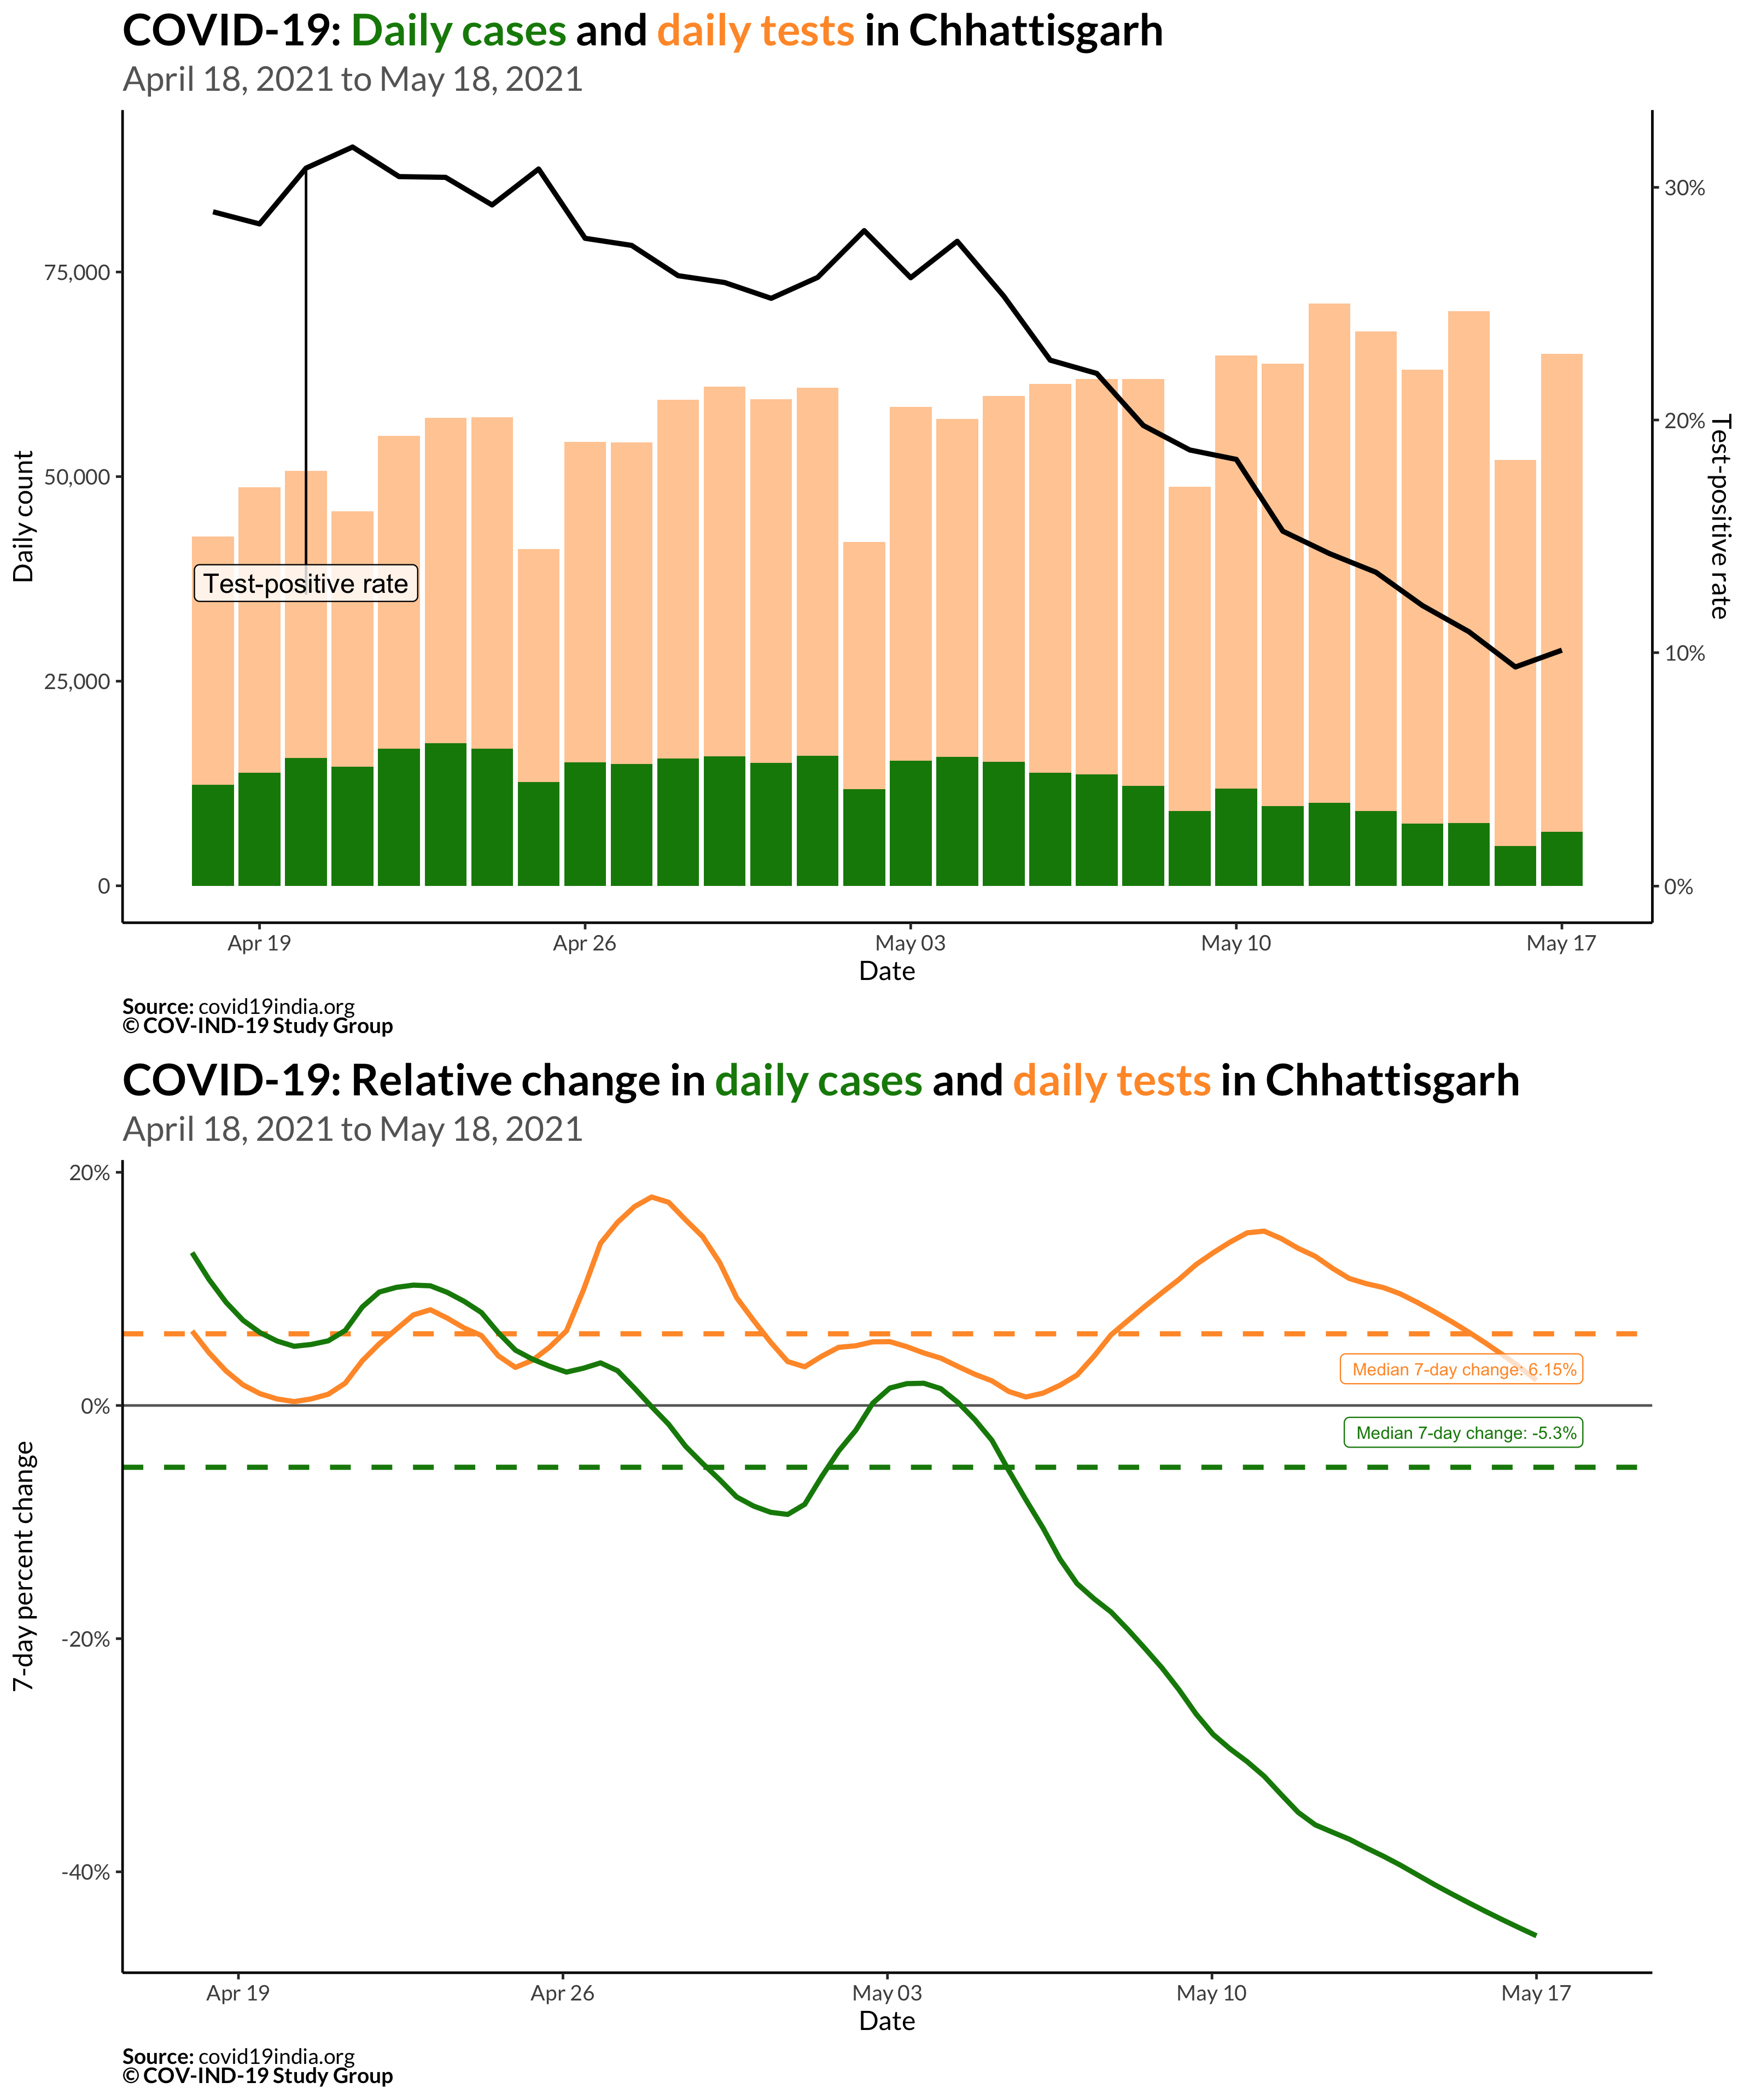 COVID-19: Daily cases and daily tests in Chhattisgarh
April 18, 2021 to May 18, 2021
Daily count
75,000
50,000
25,000
0
30%
20%
10%
0%
Test-positive rate
Test-positive rate
Apr 19
Apr 26
May 03
May 10
May 17
Date
Source: covid19india.org
© COV-IND-19 Study Group
COVID-19: Relative change in daily cases and daily tests in Chhattisgarh
April 18, 2021 to May 18, 2021
7-day percent change
20%
0%
-20%
-40%
Median 7-day change: 6.15%
Median 7-day change: -5.3%
Apr 19
Apr 26
May 03
May 10
May 17
Date
Source: covid19india.org
© COV-IND-19 Study Group